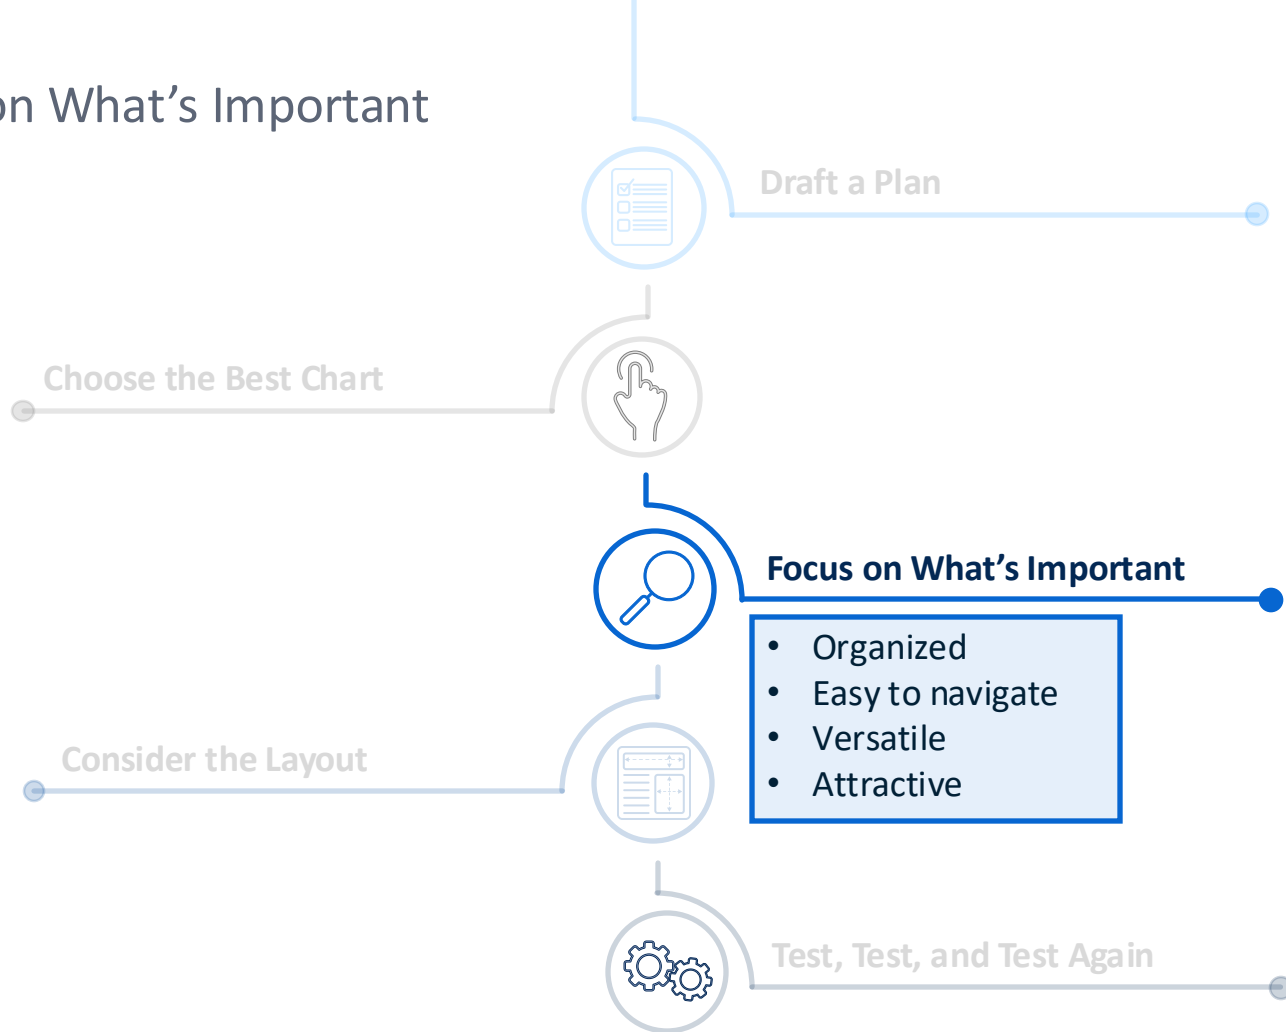 on What's Important
Draft a Plan
Choose the Best Chart
Focus on What's Important
• Organized
• Easy to navigate
• Versatile
• Attractive
Consider the Layout
Test, Test, and Test Again